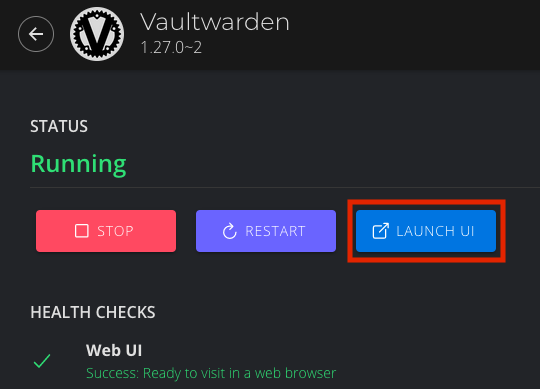 Vaultwarden
1.27.0~2
STATUS
Running
STOP RESTART LAUNCH UI
HEALTH CHECKS
Web UI
Success: Ready to visit in a web browser